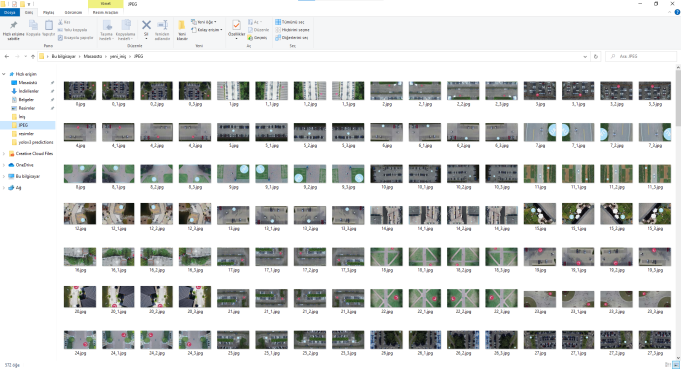 Genel JPEG
Dosya Giriş Paylaş Görünüm Resim Araçları
Hızlı erişime sabitle Kopyala Yapıştır Kes Yolu kopyala Kısayolu yapıştır
Taşıma hedefi Kopyalama hedefi Sil Yeniden adlandır
Yeni klasör Yeni öğe Kolay erişim
Özellikler Aç Düzenle Geçmiş
Tümünü seç Hiçbirini seçme Diğerlerini seç
Pano Düzenle Yeni Aç Seç
Bu bilgisayar > Masaüstü > yeni_imj > JPEG
Ara: JPEG
Hızlı erişim
Masaüstü
İndirilenler
Belgeler
Resimler
imj
JPEG
resimler
yolov3 predictions
Creative Cloud Files
OneDrive
Bu bilgisayar
Ağ
0.jpg 0_1.jpg 0_2.jpg 0_3.jpg 1.jpg 1_1.jpg 1_2.jpg 1_3.jpg 2.jpg 2_1.jpg 2_2.jpg 2_3.jpg 3.jpg 3_1.jpg 3_2.jpg 3_3.jpg
4.jpg 4_1.jpg 4_2.jpg 4_3.jpg 5.jpg 5_1.jpg 5_2.jpg 5_3.jpg 6.jpg 6_1.jpg 6_2.jpg 6_3.jpg 7.jpg 7_1.jpg 7_2.jpg 7_3.jpg
8.jpg 8_1.jpg 8_2.jpg 8_3.jpg 9.jpg 9_1.jpg 9_2.jpg 9_3.jpg 10.jpg 10_1.jpg 10_2.jpg 10_3.jpg 11.jpg 11_1.jpg 11_2.jpg 11_3.jpg
12.jpg 12_1.jpg 12_2.jpg 12_3.jpg 13.jpg 13_1.jpg 13_2.jpg 13_3.jpg 14.jpg 14_1.jpg 14_2.jpg 14_3.jpg 15.jpg 15_1.jpg 15_2.jpg 15_3.jpg
16.jpg 16_1.jpg 16_2.jpg 16_3.jpg 17.jpg 17_1.jpg 17_2.jpg 17_3.jpg 18.jpg 18_1.jpg 18_2.jpg 18_3.jpg 19.jpg 19_1.jpg 19_2.jpg 19_3.jpg
20.jpg 20_1.jpg 20_2.jpg 20_3.jpg 21.jpg 21_1.jpg 21_2.jpg 21_3.jpg 22.jpg 22_1.jpg 22_2.jpg 22_3.jpg 23.jpg 23_1.jpg 23_2.jpg 23_3.jpg
24.jpg 24_1.jpg 24_2.jpg 24_3.jpg 25.jpg 25_1.jpg 25_2.jpg 25_3.jpg 26.jpg 26_1.jpg 26_2.jpg 26_3.jpg 27.jpg 27_1.jpg 27_2.jpg 27_3.jpg
372 öğe